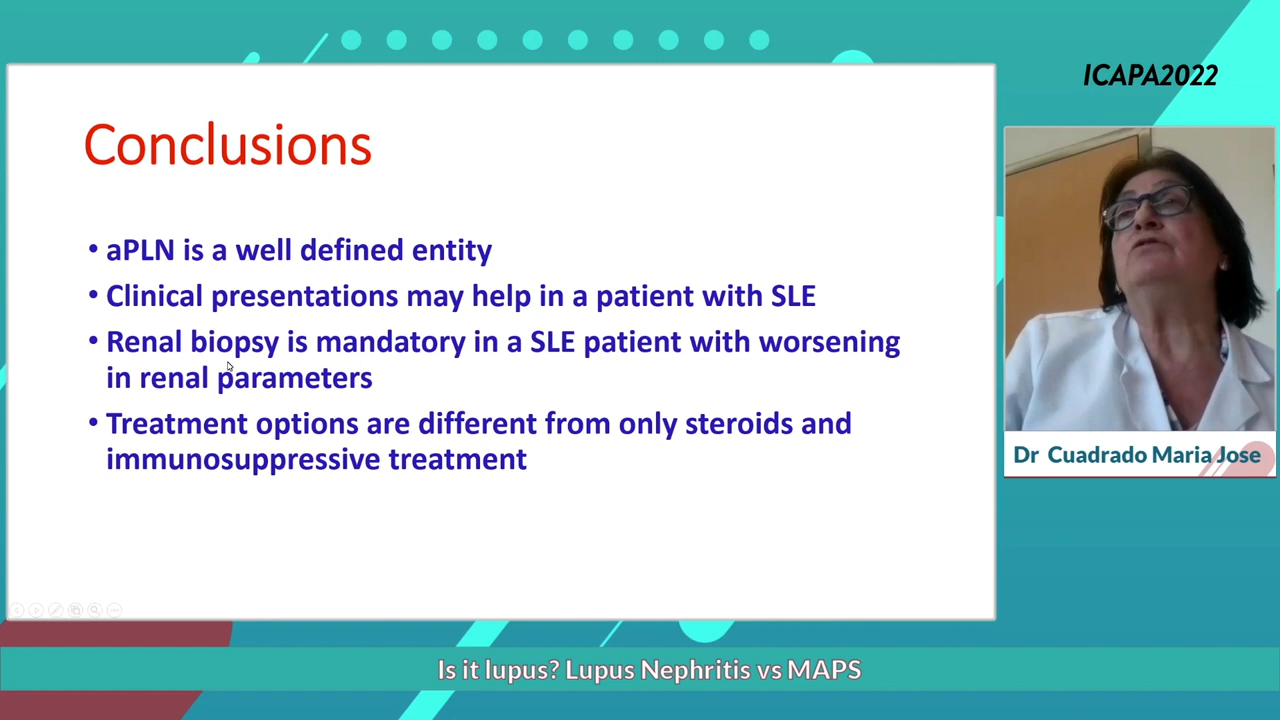 ICAPA2022
Conclusions
• aPLN is a well defined entity
• Clinical presentations may help in a patient with SLE
• Renal biopsy is mandatory in a SLE patient with worsening
in renal parameters
• Treatment options are different from only steroids and
immunosuppressive treatment
Dr Cuadrado Maria Jose
Is it lupus? Lupus Nephritis vs MAPS